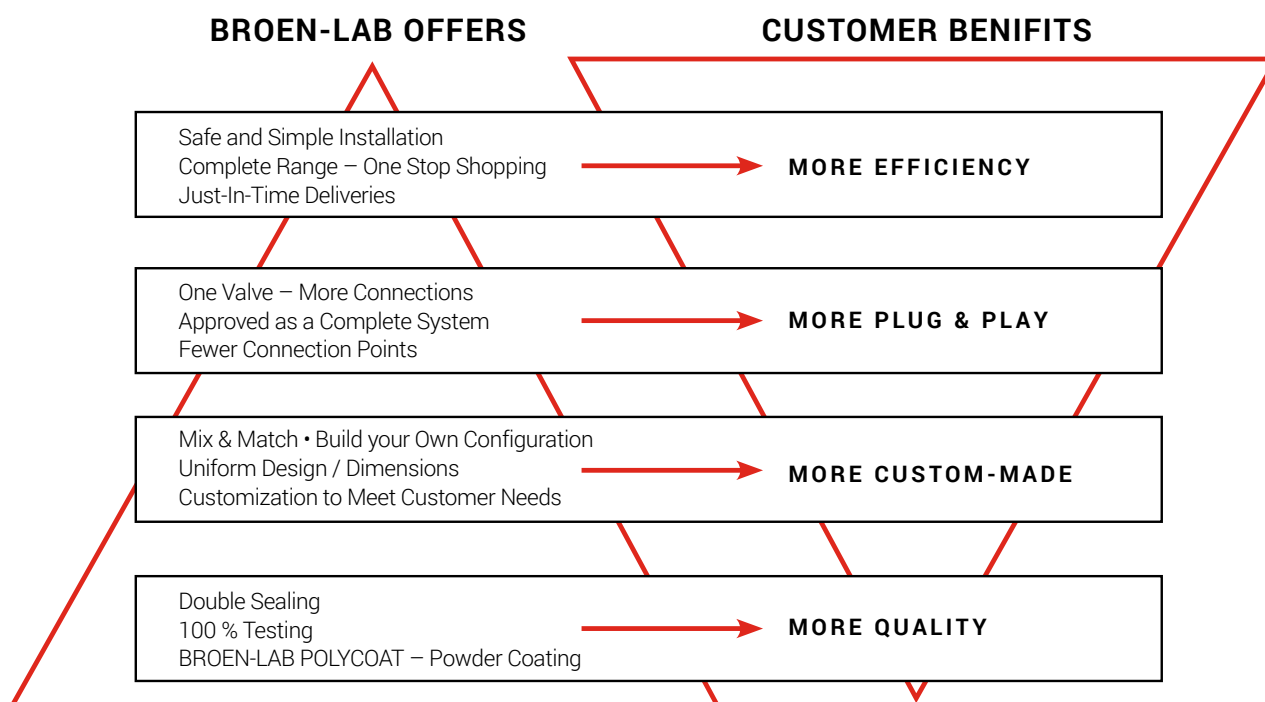 BROEN-LAB OFFERS
CUSTOMER BENIFITS
Safe and Simple Installation
Complete Range – One Stop Shopping
Just-In-Time Deliveries
MORE EFFICIENCY
One Valve – More Connections
Approved as a Complete System
Fewer Connection Points
MORE PLUG & PLAY
Mix & Match • Build your Own Configuration
Uniform Design / Dimensions
Customization to Meet Customer Needs
MORE CUSTOM-MADE
Double Sealing
100 % Testing
BROEN-LAB POLYCOAT – Powder Coating
MORE QUALITY